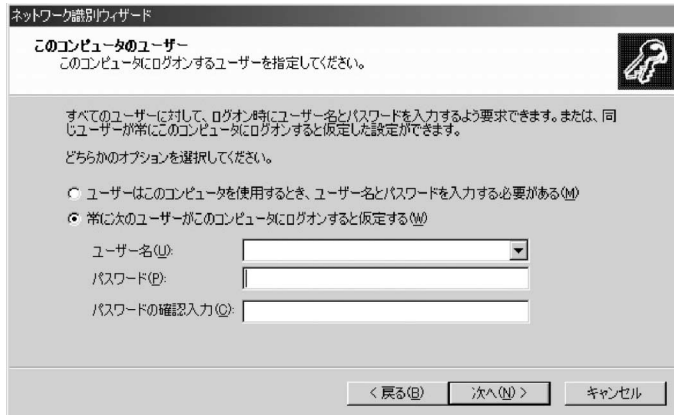 ネットワーク識別ウィザード
このコンピュータのユーザー
このコンピュータにログオンするユーザーを指定してください。
すべてのユーザーに対して、ログオン時にユーザー名とパスワードを入力するよう要求できます。または、同
じユーザーが常にこのコンピュータにログオンすると仮定した設定ができます。
どちらかのオプションを選択してください。
ユーザーはこのコンピュータを使用するとき、ユーザー名とパスワードを入力する必要がある(M)
常に次のユーザーがこのコンピュータにログオンすると仮定する(W)
ユーザー名(U):
パスワード(P):
パスワードの確認入力(C):
< 戻る(B) 次へ(N) > キャンセル